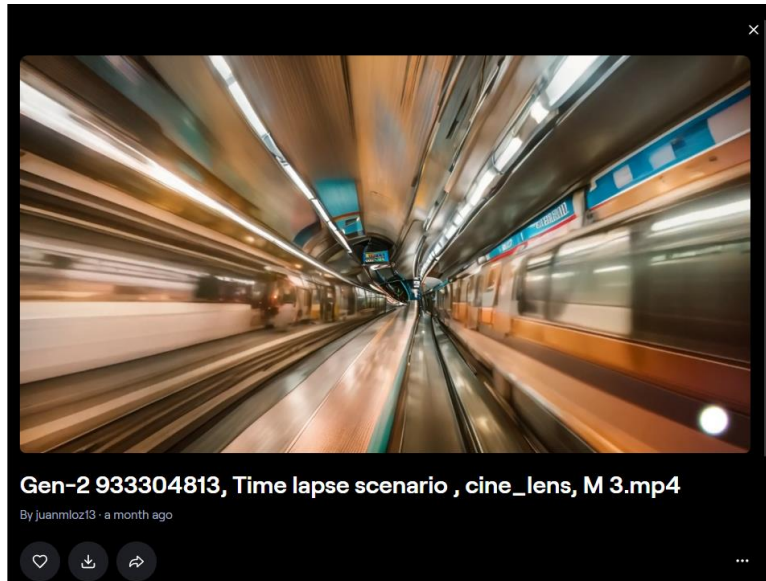 Gen-2 933304813, Time lapse scenario , cine_lens, M 3.mp4
By juanmloz13 · a month ago